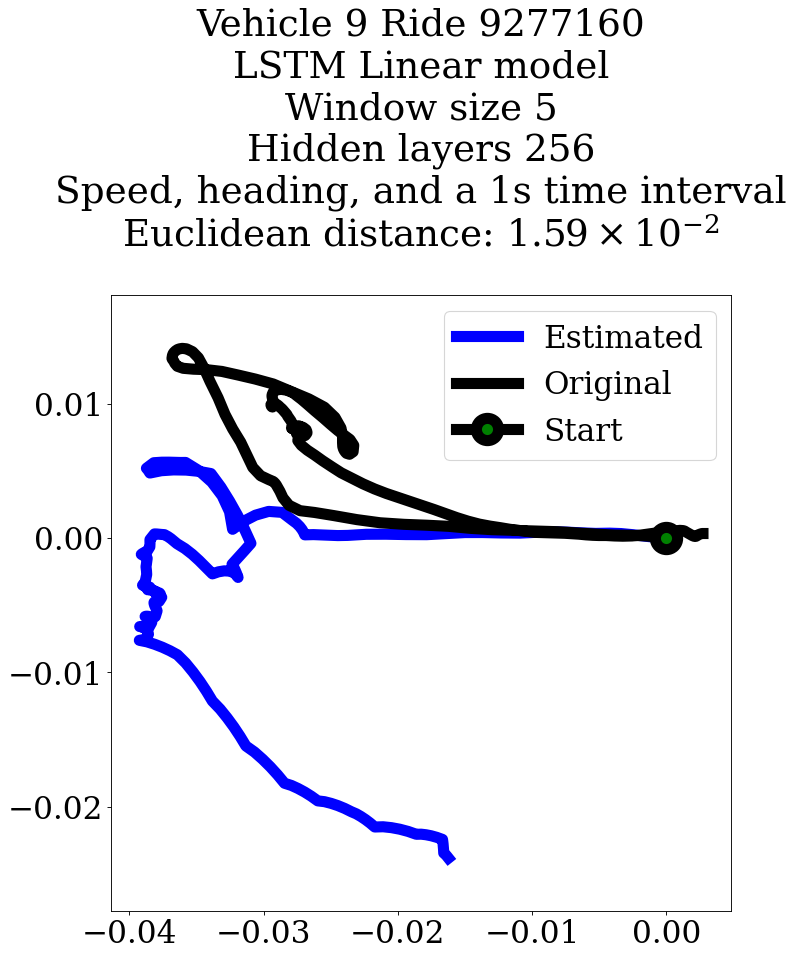 Vehicle 9 Ride 9277160
LSTM Linear model
Window size 5
Hidden layers 256
Speed, heading, and a 1s time interval
Euclidean distance: 1.59 × 10⁻²
Estimated
Original
Start
0.01
0.00
−0.01
−0.02
−0.04 −0.03 −0.02 −0.01 0.00